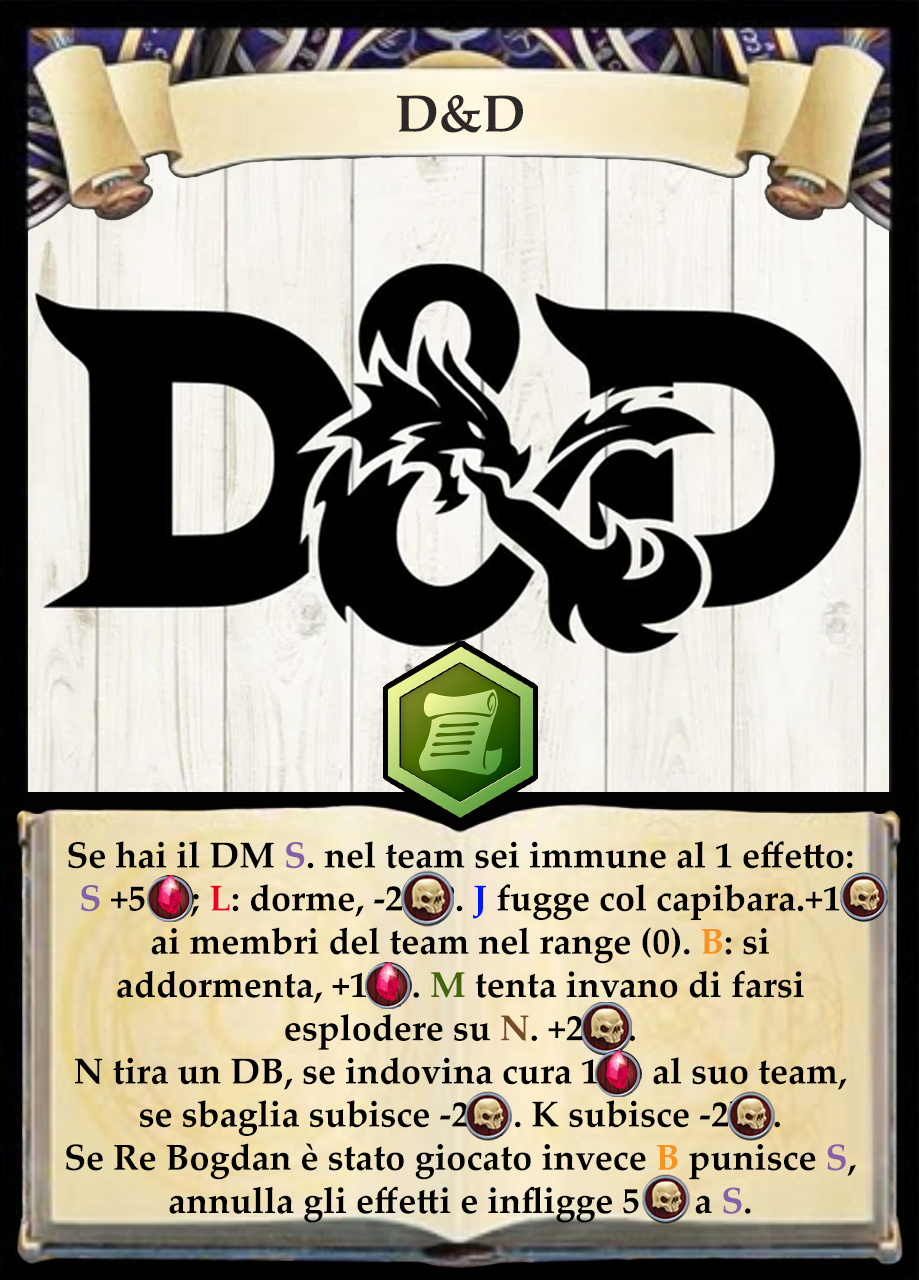 D&D
D&D
Se hai il DM S. nel team sei immune al 1 effetto:
S +5; L: dorme, -2. J fugge col capibara.+1
ai membri del team nel range (0). B: si
addormenta, +1. M tenta invano di farsi
esplodere su N. +2.
N tira un DB, se indovina cura 1 al suo team,
se sbaglia subisce -2. K subisce -2.
Se Re Bogdan è stato giocato invece B punisce S,
annulla gli effetti e infligge 5 a S.